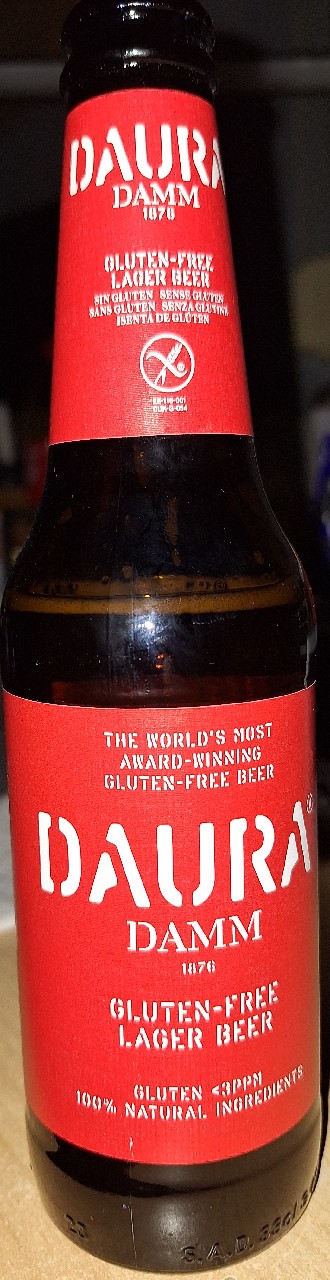 DAURA
DAMM
1876
GLUTEN-FREE
LAGER BEER
SIN GLUTEN SENSE GLUTEN
SANS GLUTEN SENZA GLUTINE
ISENTA DE GLÚTEN
THE WORLD'S MOST
AWARD-WINNING
GLUTEN-FREE BEER
DAURA®
DAMM
1876
GLUTEN-FREE
LAGER BEER
GLUTEN <3PPM
100% NATURAL INGREDIENTS
S.A.D. 33cl